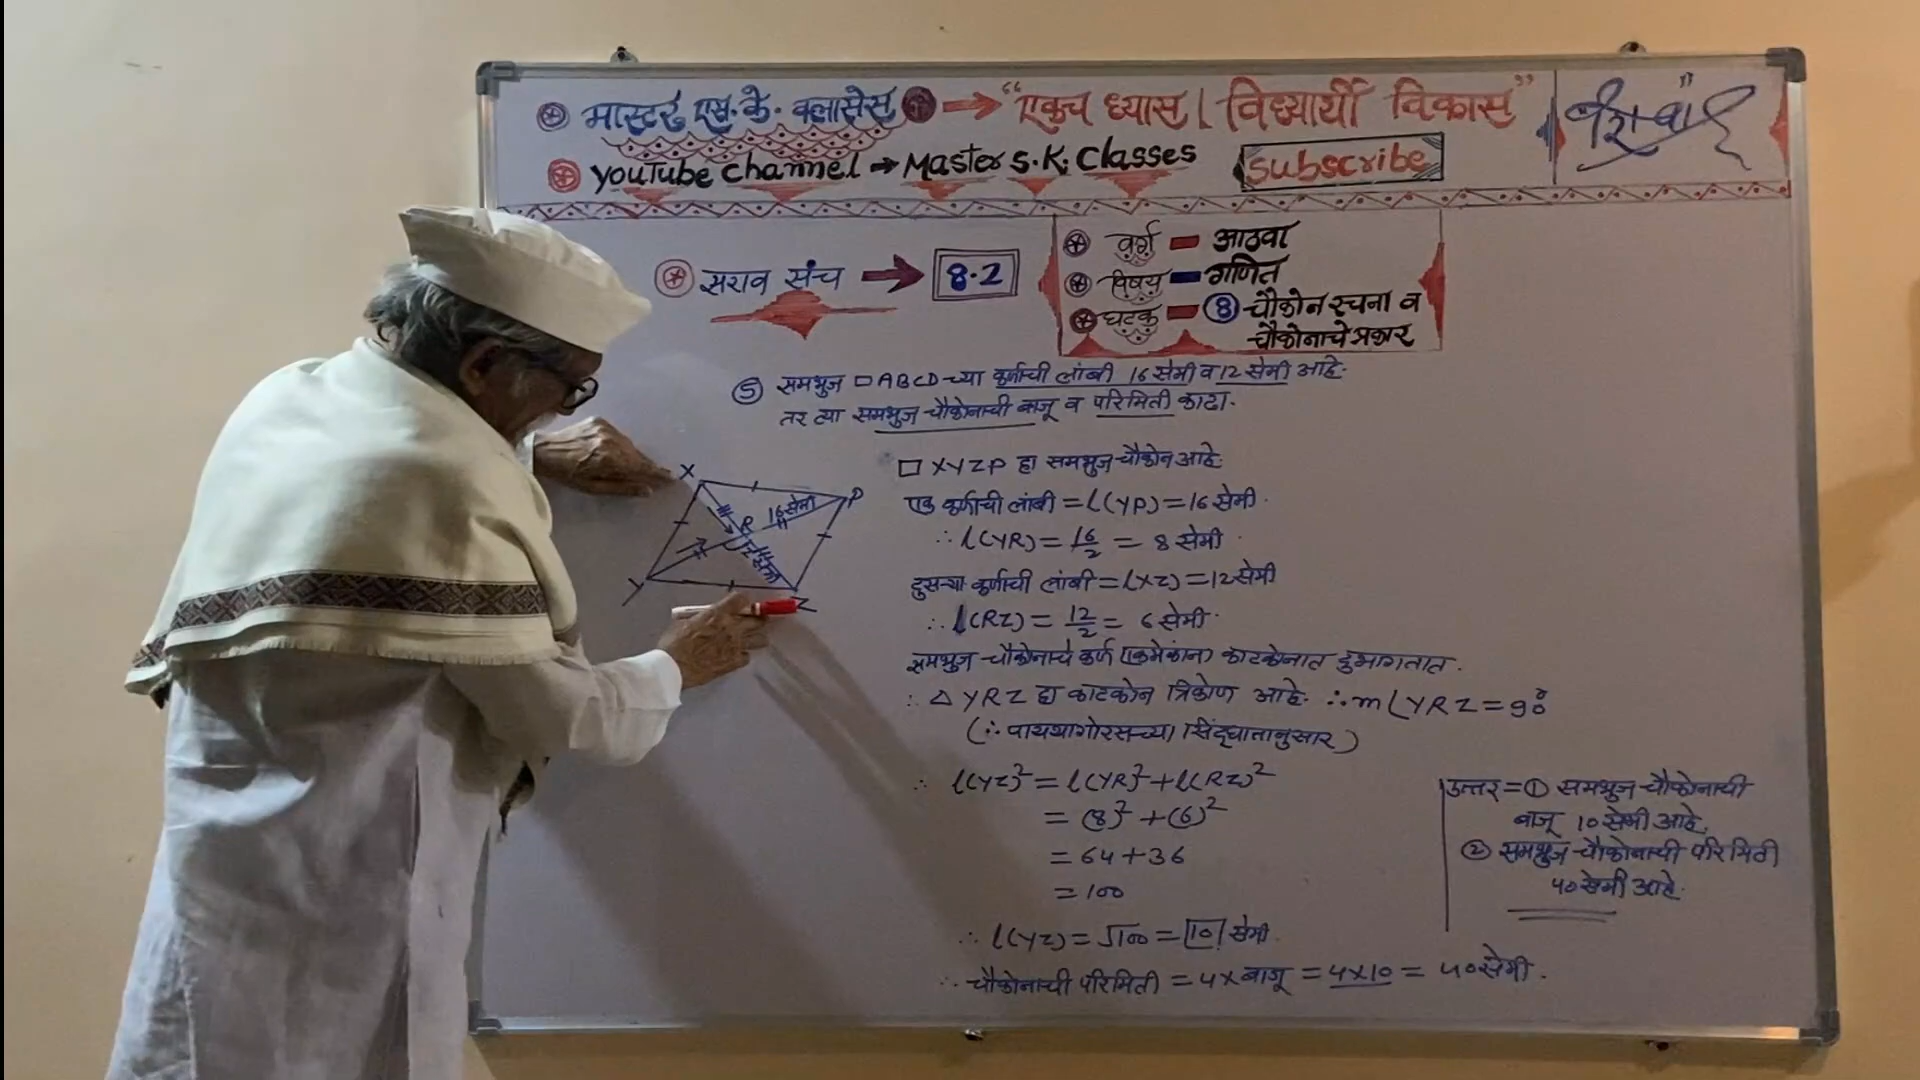 मास्टर एस.के. क्लासेस → "एकच ध्यास । विद्यार्थी विकास"
YouTube channel → Master S.K. Classes Subscribe
सराव संच → 8.2
वर्ग - आठवा
विषय - गणित
घटक - 8 चौकोन रचना व
चौकोनाचे प्रकार
5 समभुज □ABCD च्या कर्णाची लांबी 16 सेमी व 12 सेमी आहे.
तर त्या समभुज चौकोनाची बाजू व परिमिती काढा.
X
P
16 सेमी
R
12 सेमी
Y
Z
□ XYZP हा समभुज चौकोन आहे.
एक कर्णाची लांबी = l(YP) = 16 सेमी.
∴ l(YR) = 16/2 = 8 सेमी.
दुसऱ्या कर्णाची लांबी = l(XZ) = 12 सेमी
∴ l(RZ) = 12/2 = 6 सेमी.
समभुज चौकोनाचे कर्ण एकमेकांना काटकोनात दुभागतात.
∴ △ YRZ हा काटकोन त्रिकोण आहे. ∴ m∠YRZ = 90°
(∴ पायथागोरसच्या सिद्धांतानुसार)
∴ l(YZ)² = l(YR)² + l(RZ)²
= (8)² + (6)²
= 64 + 36
= 100
∴ l(YZ) = √100 = 10 सेमी.
∴ चौकोनाची परिमिती = 4 x बाजू = 4 x 10 = 40 सेमी.
उत्तर = 1 समभुज चौकोनाची
बाजू 10 सेमी आहे.
2 समभुज चौकोनाची परिमिती
40 सेमी आहे.